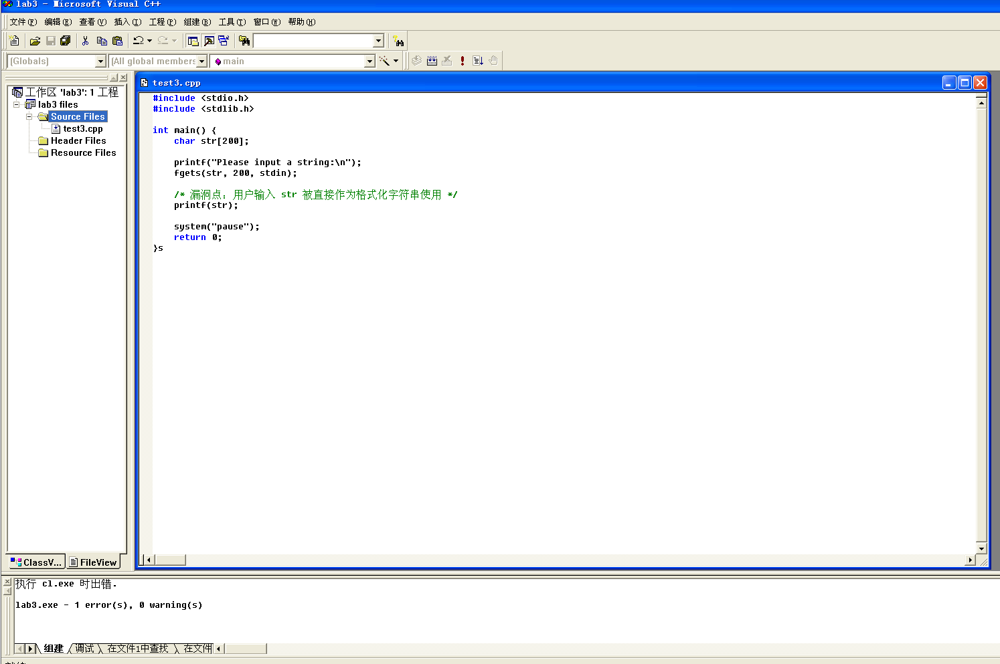 lab3 - Microsoft Visual C++
文件(F) 编辑(E) 查看(V) 插入(I) 工程(P) 组建(B) 工具(T) 窗口(W) 帮助(H)
(Globals) (All global members main
工作区 'lab3': 1 工程
lab3 files
Source Files
test3.cpp
Header Files
Resource Files
ClassV... FileView
test3.cpp
#include <stdio.h>
#include <stdlib.h>
int main() {
char str[200];
printf("Please input a string:\n");
fgets(str, 200, stdin);
/* 漏洞点: 用户输入 str 被直接作为格式化字符串使用 */
printf(str);
system("pause");
return 0;
}s
执行 cl.exe 时出错.
lab3.exe - 1 error(s), 0 warning(s)
组建 调试 在文件1中查找 在文件